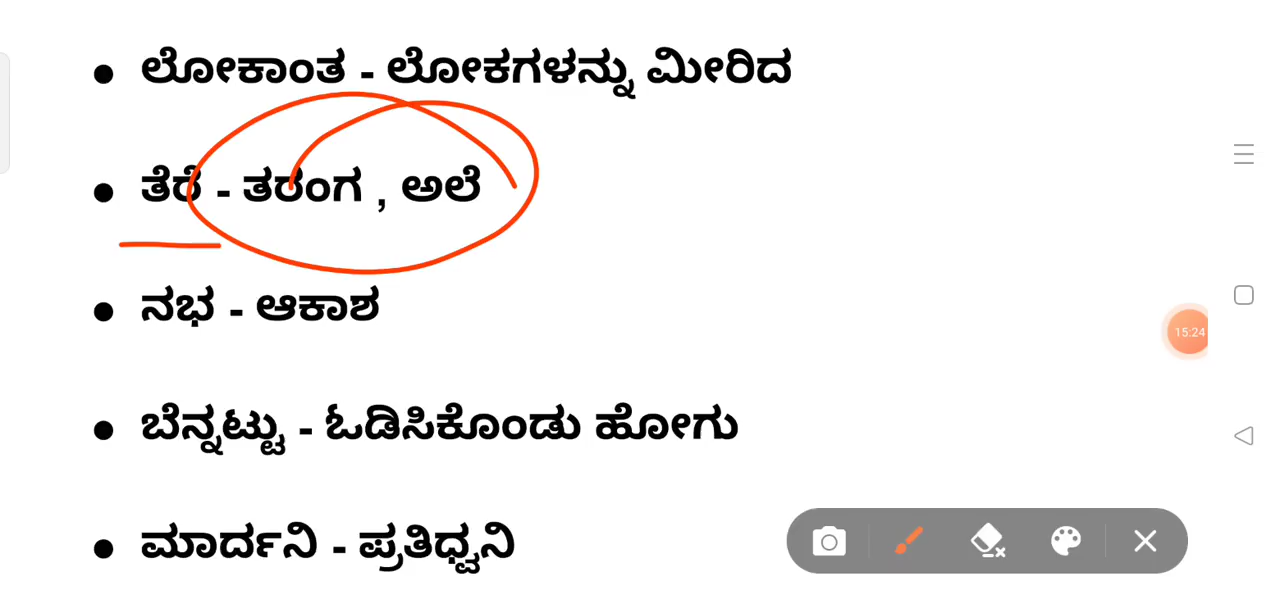 ● ಲೋಕಾಂತ - ಲೋಕಗಳನ್ನು ಮೀರಿದ
● ತೆರೆ - ತರಂಗ , ಅಲೆ
● ನಭ - ಆಕಾಶ
15:24
● ಬೆನ್ನಟ್ಟು - ಓಡಿಸಿಕೊಂಡು ಹೋಗು
● ಮಾರ್ದನಿ - ಪ್ರತಿಧ್ವನಿ